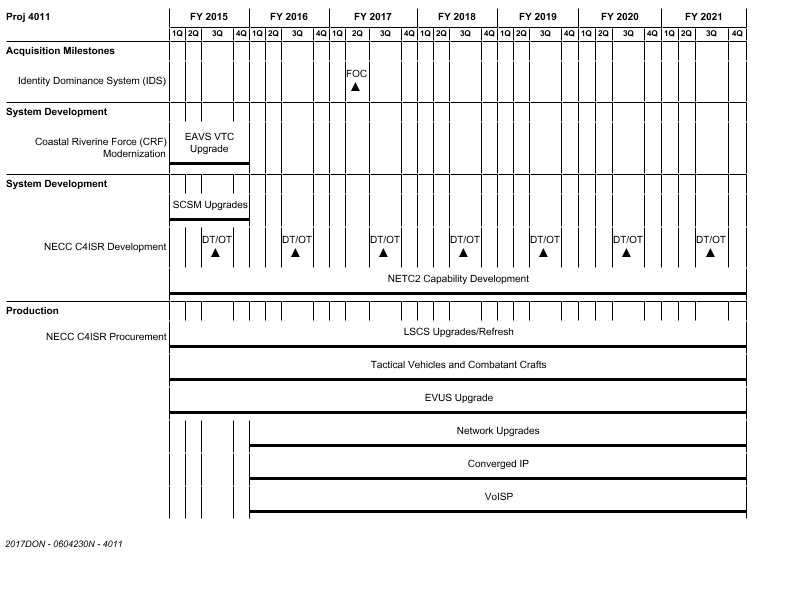 Proj 4011 FY 2015 FY 2016 FY 2017 FY 2018 FY 2019 FY 2020 FY 2021
1Q 2Q 3Q 4Q 1Q 2Q 3Q 4Q 1Q 2Q 3Q 4Q 1Q 2Q 3Q 4Q 1Q 2Q 3Q 4Q 1Q 2Q 3Q 4Q 1Q 2Q 3Q 4Q
Acquisition Milestones
FOC
Identity Dominance System (IDS)
System Development
EAVS VTC
Upgrade
Coastal Riverine Force (CRF)
Modernization
System Development
SCSM Upgrades
DT/OT DT/OT DT/OT DT/OT DT/OT DT/OT DT/OT
NECC C4ISR Development
NETC2 Capability Development
Production
LSCS Upgrades/Refresh
NECC C4ISR Procurement
Tactical Vehicles and Combatant Crafts
EVUS Upgrade
Network Upgrades
Converged IP
VoISP
2017DON - 0604230N - 4011